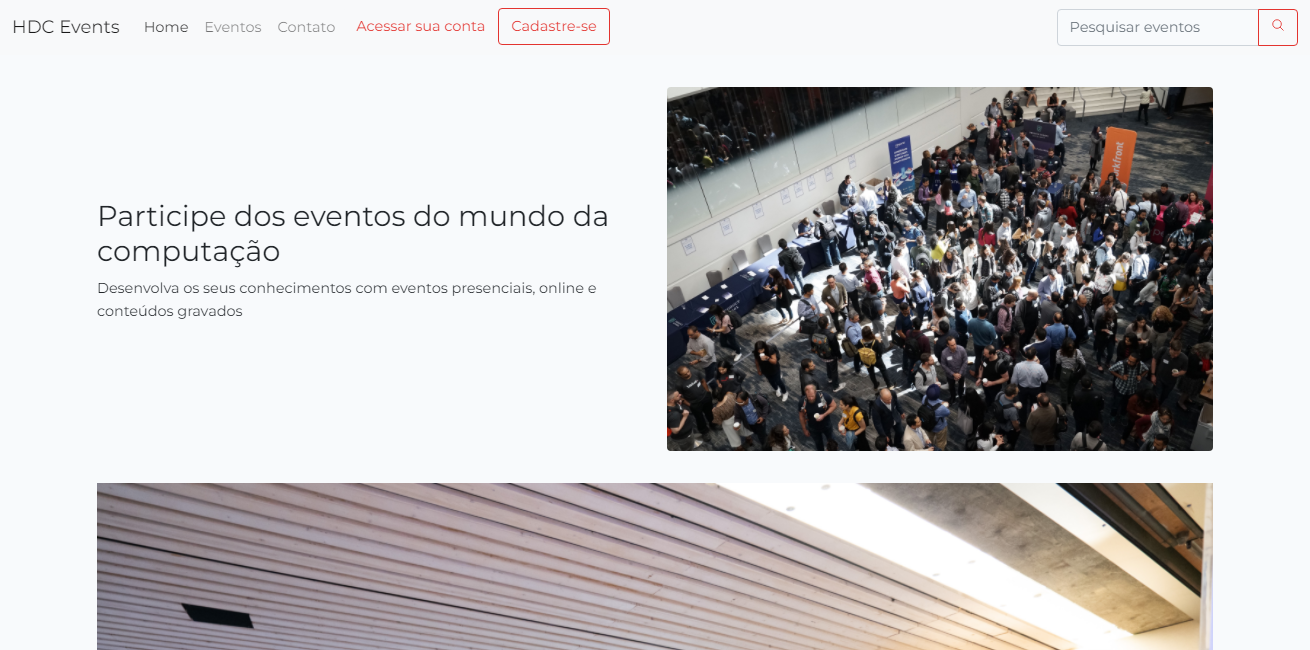 HDC Events Home Eventos Contato Acessar sua conta Cadastre-se Pesquisar eventos
Participe dos eventos do mundo da
computação
Desenvolva os seus conhecimentos com eventos presenciais, online e
conteúdos gravados